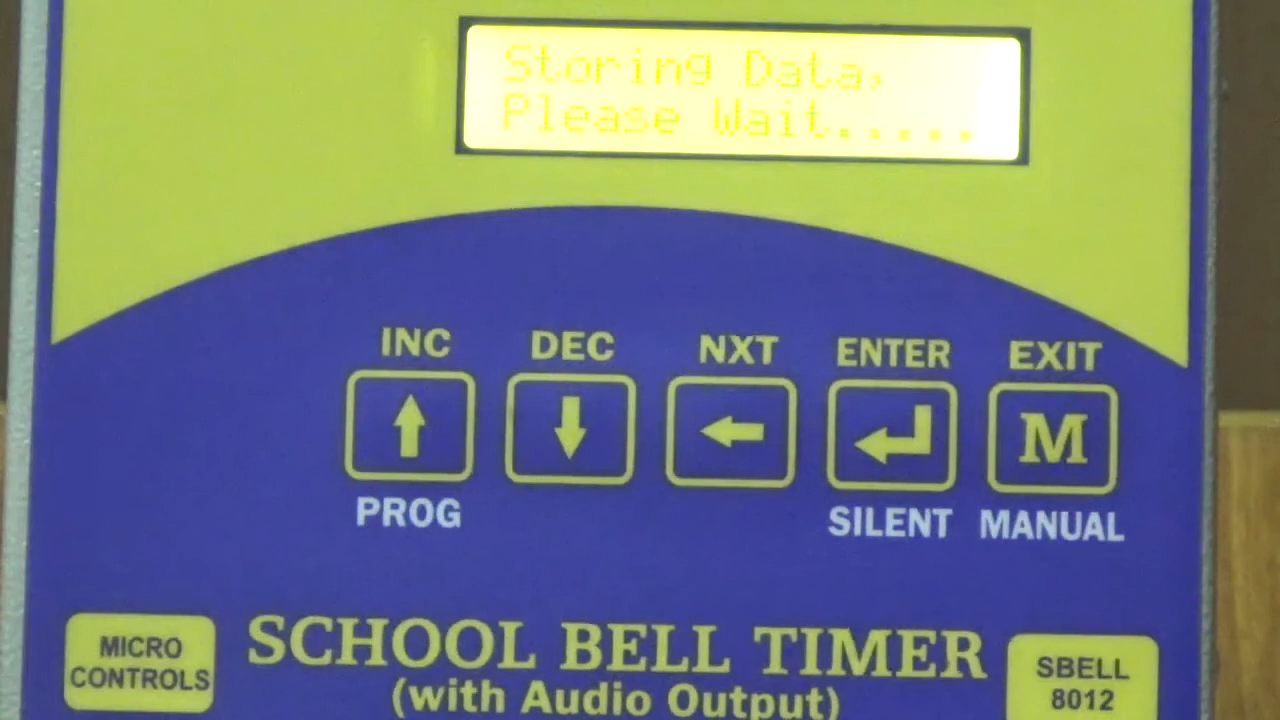 Storing Data,
Please Wait.....
INC DEC NXT ENTER EXIT
M
PROG SILENT MANUAL
MICRO
CONTROLS
SCHOOL BELL TIMER
(with Audio Output)
SBELL
8012